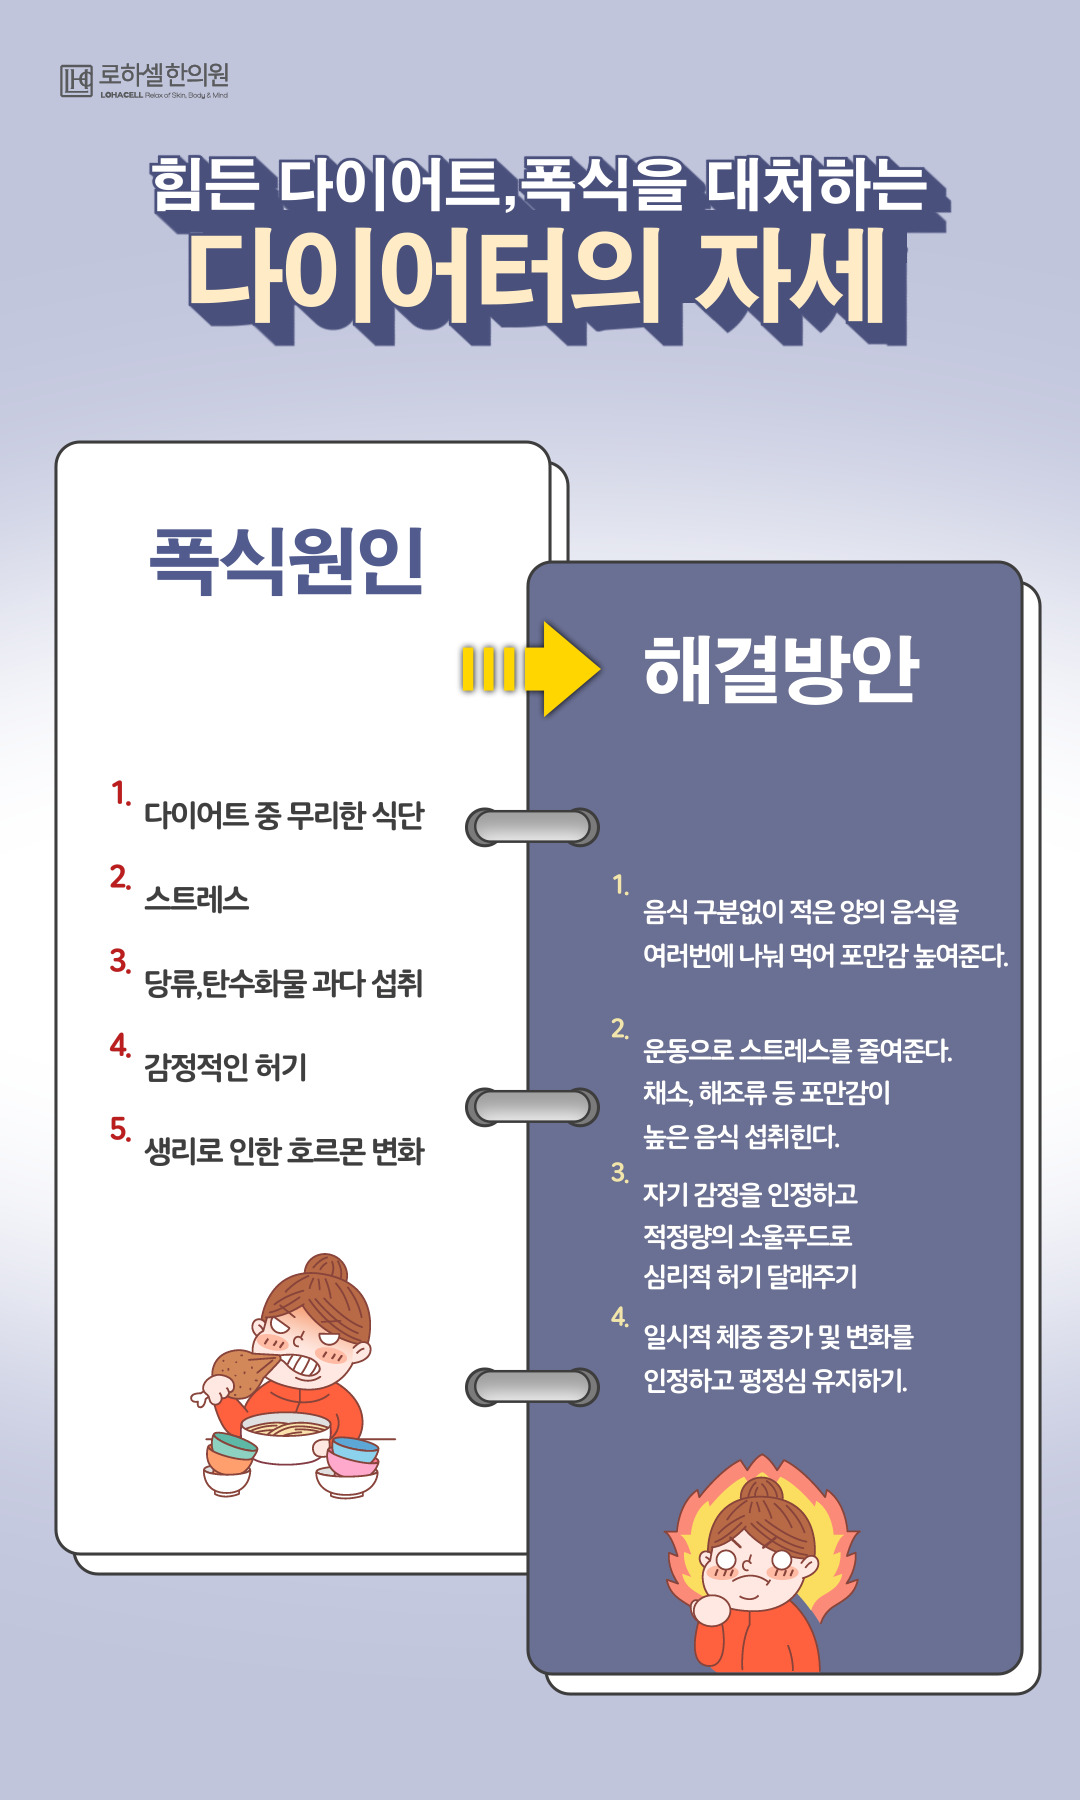 로하셀한의원
LOHACELL Relax of Skin, Body & Mind
힘든 다이어트,폭식을 대처하는
다이어터의 자세
폭식원인
1. 다이어트 중 무리한 식단
2. 스트레스
3. 당류,탄수화물 과다 섭취
4. 감정적인 허기
5. 생리로 인한 호르몬 변화
해결방안
1. 음식 구분없이 적은 양의 음식을
여러번에 나눠 먹어 포만감 높여준다.
2. 운동으로 스트레스를 줄여준다.
채소, 해조류 등 포만감이
높은 음식 섭취힌다.
3. 자기 감정을 인정하고
적정량의 소울푸드로
심리적 허기 달래주기
4. 일시적 체중 증가 및 변화를
인정하고 평정심 유지하기.